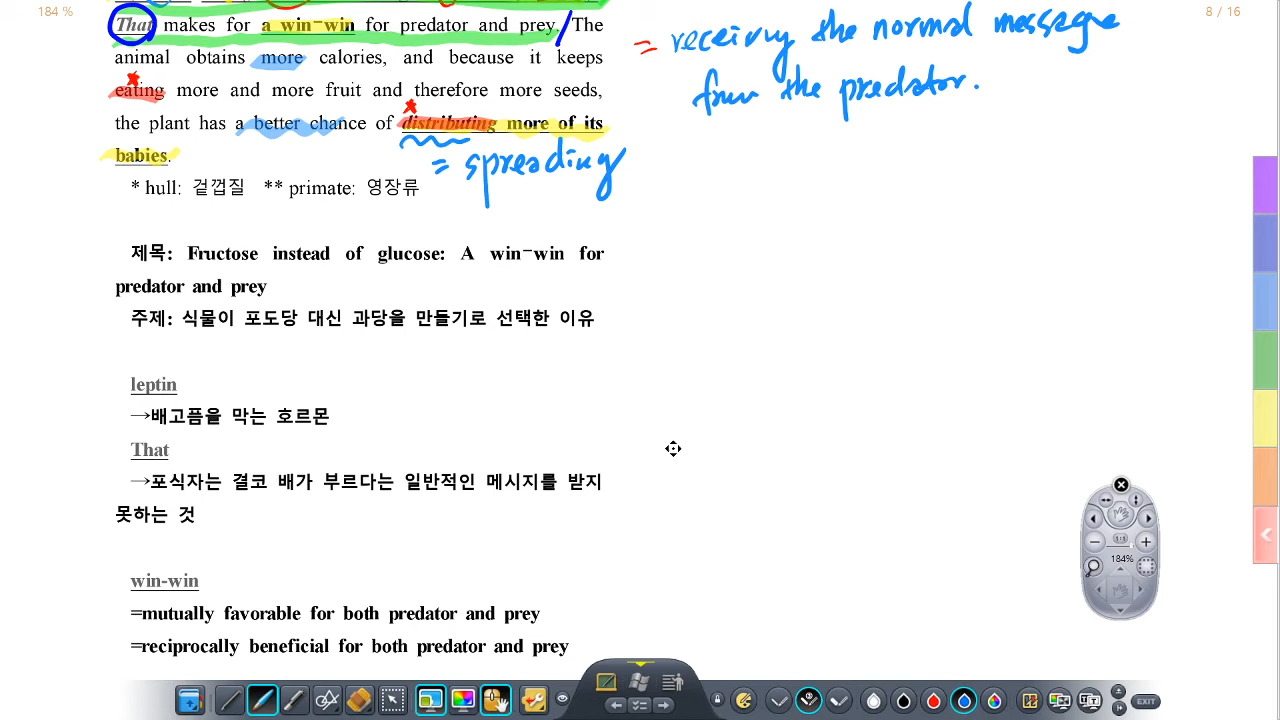 184 %
8 / 16
That makes for a win-win for predator and prey. / The
animal obtains more calories, and because it keeps
eating more and more fruit and therefore more seeds,
the plant has a better chance of distributing more of its
babies.
= spreading
* hull: 겉껍질 ** primate: 영장류
= receiving the normal message
from the predator.
제목: Fructose instead of glucose: A win-win for
predator and prey
주제: 식물이 포도당 대신 과당을 만들기로 선택한 이유
leptin
→배고픔을 막는 호르몬
That
→포식자는 결코 배가 부르다는 일반적인 메시지를 받지
못하는 것
win-win
=mutually favorable for both predator and prey
=reciprocally beneficial for both predator and prey
1:1
184%
EXIT